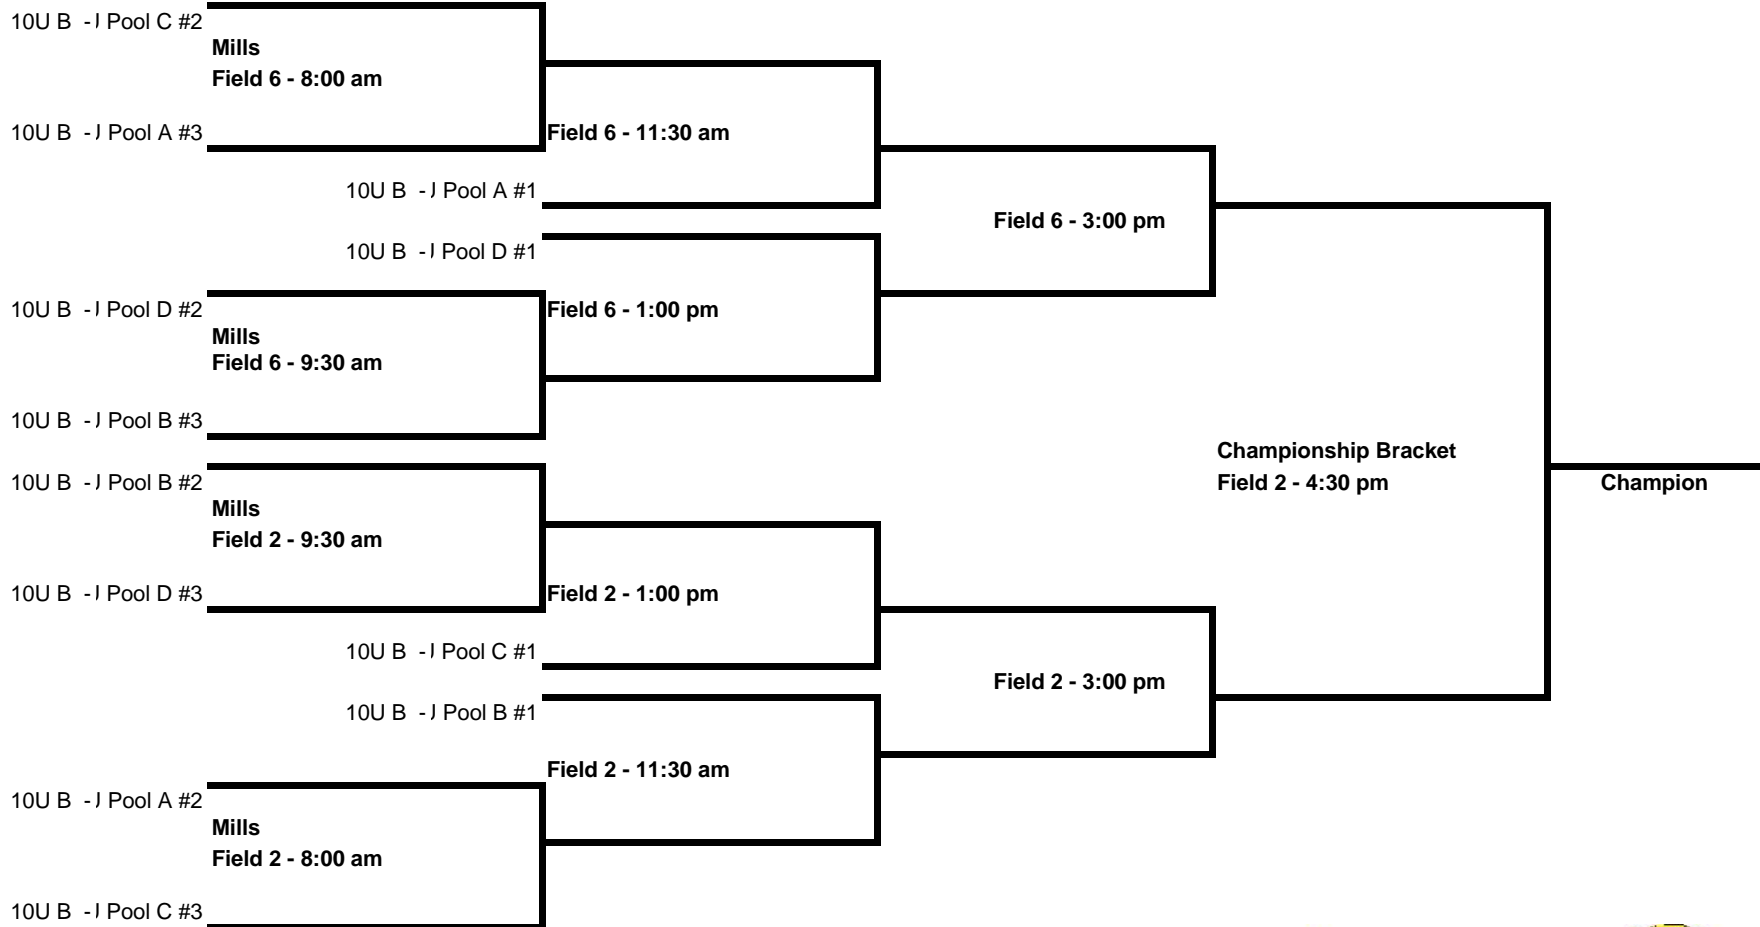 10U B - Pool C #2
Mills
Field 6 - 8:00 am
10U B - Pool A #3
Field 6 - 11:30 am
10U B - Pool A #1
Field 6 - 3:00 pm
10U B - Pool D #1
10U B - Pool D #2
Field 6 - 1:00 pm
Mills
Field 6 - 9:30 am
10U B - Pool B #3
Championship Bracket
10U B - Pool B #2
Field 2 - 4:30 pm
Champion
Mills
Field 2 - 9:30 am
10U B - Pool D #3
Field 2 - 1:00 pm
10U B - Pool C #1
Field 2 - 3:00 pm
10U B - Pool B #1
Field 2 - 11:30 am
10U B - Pool A #2
Mills
Field 2 - 8:00 am
10U B - Pool C #3